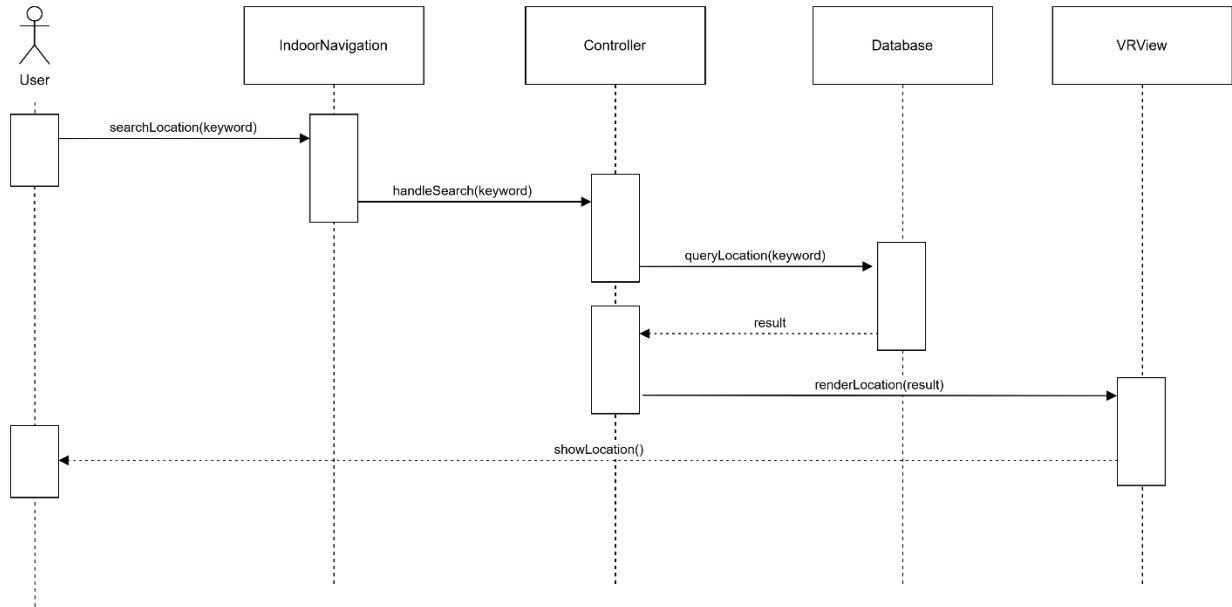 User
IndoorNavigation
Controller
Database
VRView
searchLocation(keyword)
handleSearch(keyword)
queryLocation(keyword)
result
renderLocation(result)
showLocation()